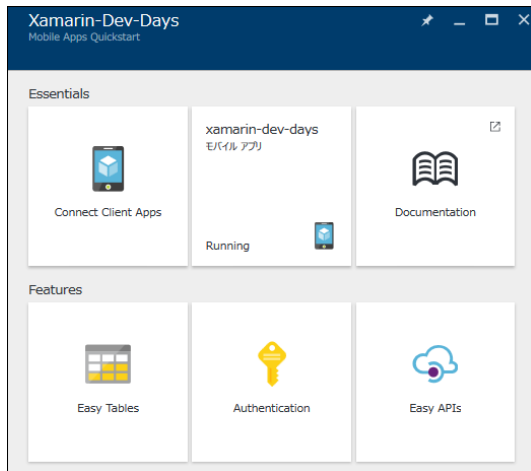 Xamarin-Dev-Days
Mobile Apps Quickstart
Essentials
Connect Client Apps
xamarin-dev-days
モバイル アプリ
Running
Documentation
Features
Easy Tables
Authentication
Easy APIs